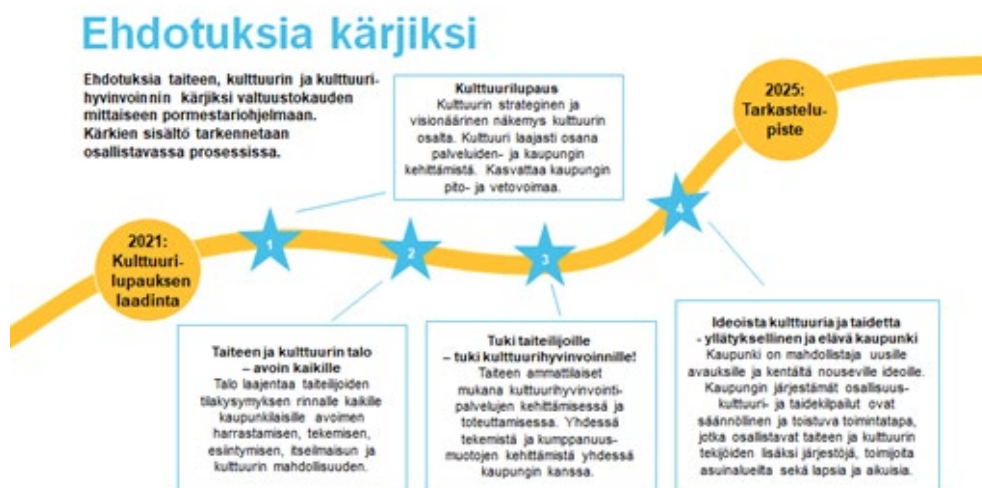 Ehdotuksia kärjiksi
Ehdotuksia taiteen, kulttuurin ja kulttuuri-
hyvinvoinnin kärjiksi valtuustokauden
mittaiseen pormestariohjelmaan.
Kärkien sisältö tarkennetaan
osallistavassa prosessissa.
Kulttuurilupaus
Kulttuurin strateginen ja
visionäärinen näkemys kulttuurin
osalta. Kulttuuri laajasti osana
palveluiden- ja kaupungin
kehittämistä. Kasvattaa kaupungin
pito- ja vetovoimaa.
2025:
Tarkastelu-
piste
2021:
Kulttuuri-
lupauksen
laadinta
1
2
3
4
Taiteen ja kulttuurin talo
– avoin kaikille
Talo laajentaa taiteilijoiden
tilakysymyksen rinnalle kaikille
kaupunkilaisille avoimen
harrastamisen, tekemisen,
esiintymisen, itseilmaisun ja
kulttuurin mahdollisuuden.
Tuki taiteilijoille
– tuki kulttuurihyvinvoinnille!
Taiteen ammattilaiset
mukana kulttuurihyvinvointi-
palvelujen kehittämisessä ja
toteuttamisessa. Yhdessä
tekemistä ja kumppanuus-
muotojen kehittämistä yhdessä
kaupungin kanssa.
Ideoista kulttuuria ja taidetta
- yllätyksellinen ja elävä kaupunki
Kaupunki on mahdollistaja uusille
avauksille ja kentältä nouseville ideoille.
Kaupungin järjestämät osallisuus-
kulttuuri- ja taidekilpailut ovat
säännöllinen ja toistuva toimintatapa,
jotka osallistavat taiteen ja kulttuurin
tekijöiden lisäksi järjestöjä, toimijoita
asuinalueilta sekä lapsia ja aikuisia.